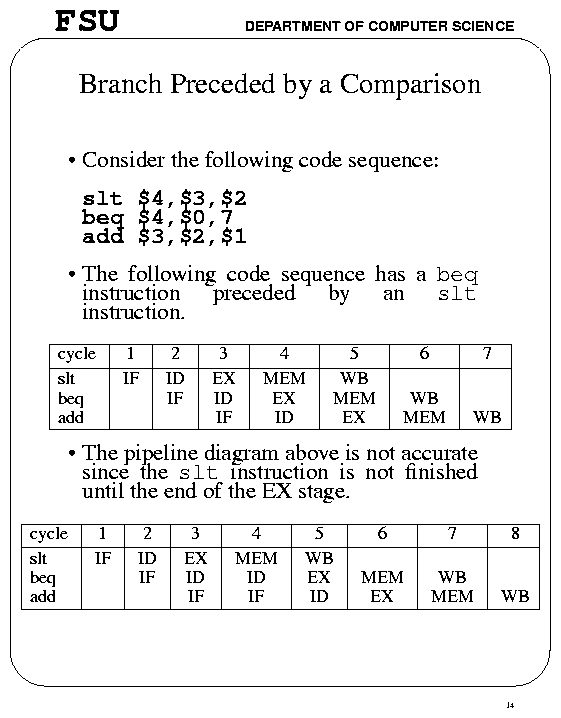 FSU DEPARTMENT OF COMPUTER SCIENCE
Branch Preceded by a Comparison
• Consider the following code sequence:
slt $4,$3,$2
beq $4,$0,7
add $3,$2,$1
• The following code sequence has a beq
instruction preceded by an slt
instruction.
cycle 1 2 3 4 5 6 7
slt IF ID EX MEM WB
beq IF ID EX MEM WB
add IF ID EX MEM WB
• The pipeline diagram above is not accurate
since the slt instruction is not finished
until the end of the EX stage.
cycle 1 2 3 4 5 6 7 8
slt IF ID EX MEM WB
beq IF ID ID EX MEM WB
add IF IF ID EX MEM WB
14